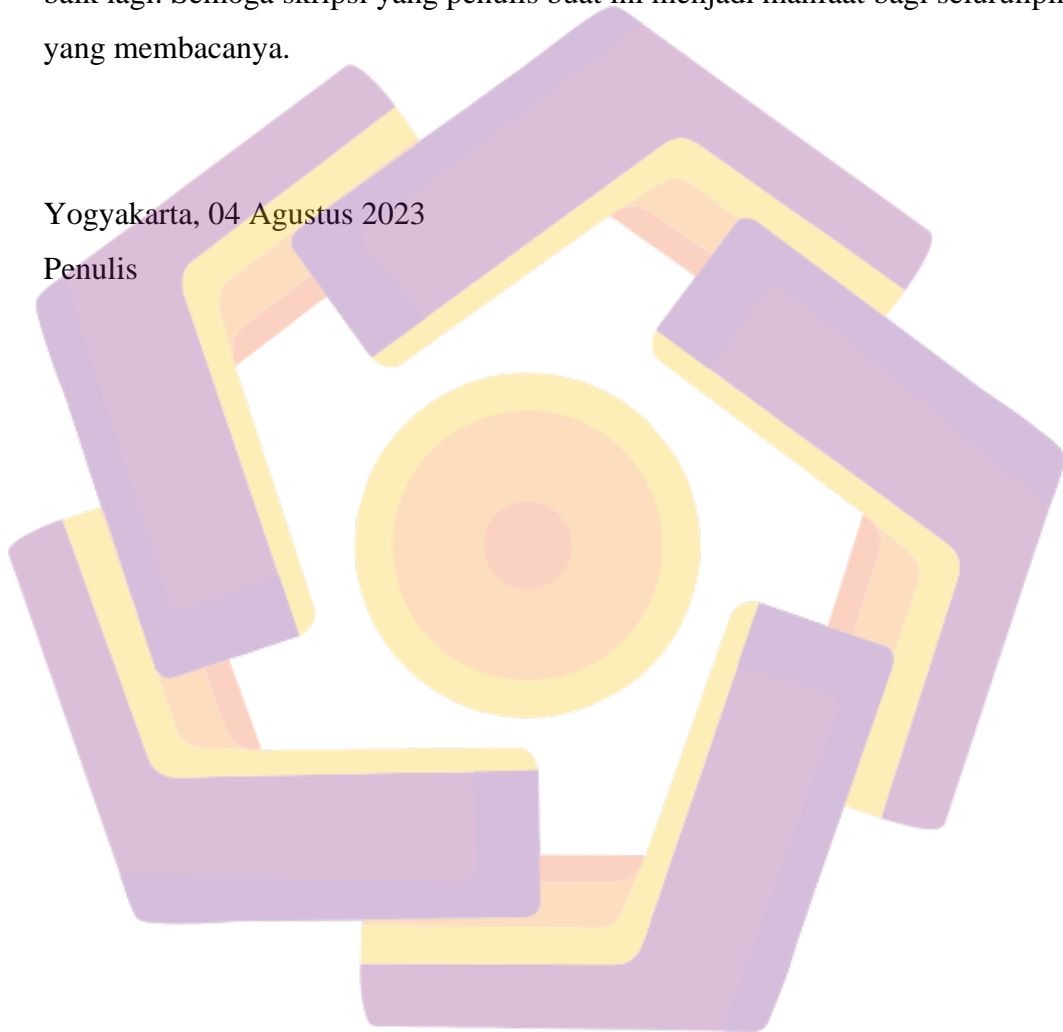 baik lagi. Semoga skripsi yang penulis buat ini menjadi manfaat bagi
yang membacanya.
Yogyakarta, 04 Agustus 2023
Penulis